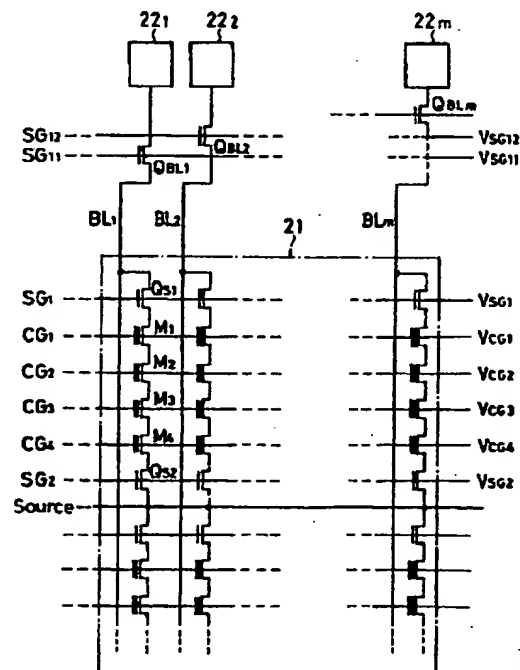 22₁ 22₂ 22m
QBLm
SG₁₂ QBL2 VSG12
SG₁₁ QBL1 VSG11
BL₁ BL₂ BLm
21
SG₁ QS1 VSG1
CG₁ M₁ VCG1
CG₂ M₂ VCG2
CG₃ M₃ VCG3
CG₄ M₄ VCG4
SG₂ QS2 VSG2
Source